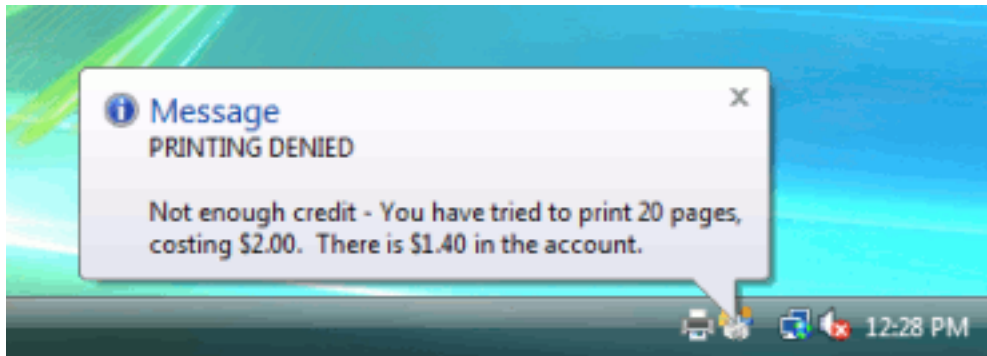 Message
PRINTING DENIED
Not enough credit - You have tried to print 20 pages,
costing $2.00.  There is $1.40 in the account.
12:28 PM